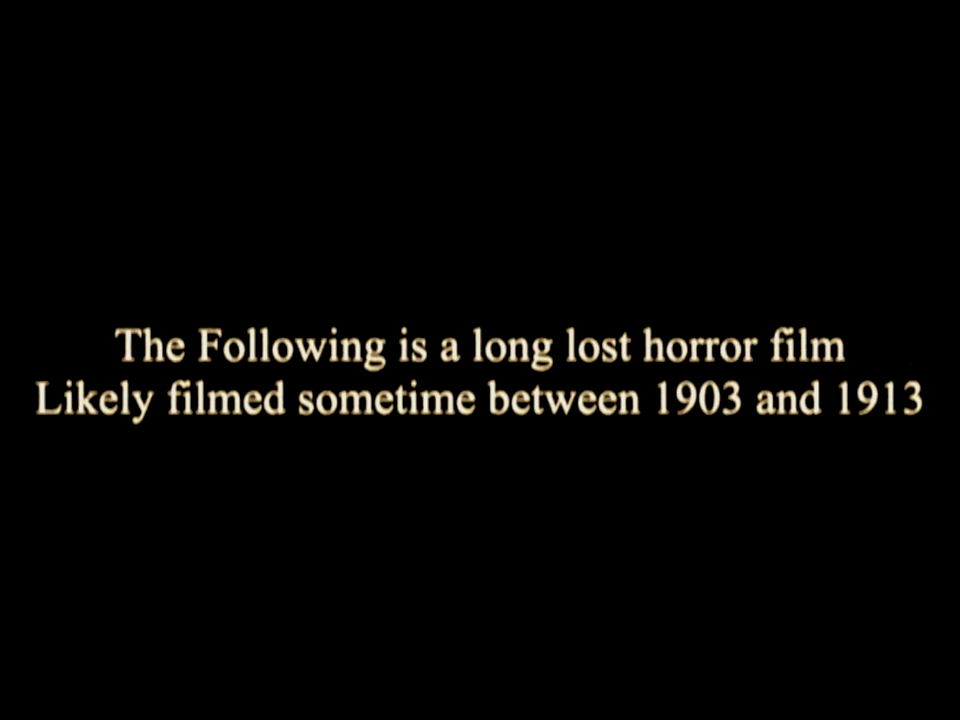 The Following is a long lost horror film
Likely filmed sometime between 1903 and 1913